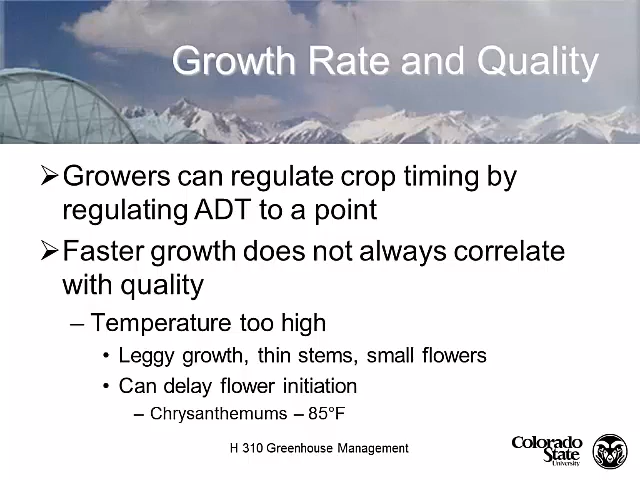 Growth Rate and Quality
➢Growers can regulate crop timing by
regulating ADT to a point
➢Faster growth does not always correlate
with quality
– Temperature too high
• Leggy growth, thin stems, small flowers
• Can delay flower initiation
– Chrysanthemums – 85°F
H 310 Greenhouse Management
Colorado
State
University